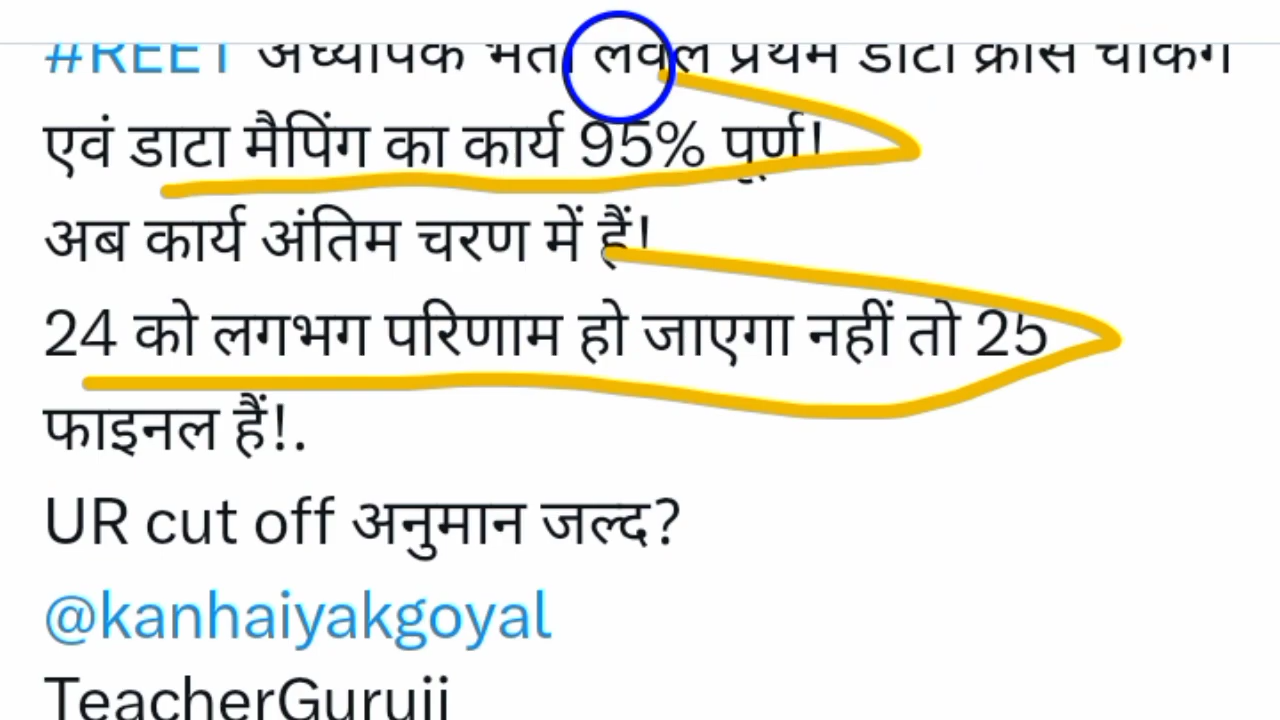 #REET अध्यापक भर्ती लेवल प्रथम डाटा क्रॉस चेकिंग
एवं डाटा मैपिंग का कार्य 95% पूर्ण!
अब कार्य अंतिम चरण में हैं!
24 को लगभग परिणाम हो जाएगा नहीं तो 25
फाइनल हैं!.
UR cut off अनुमान जल्द?
@kanhaiyakgoyal
TeacherGuruji